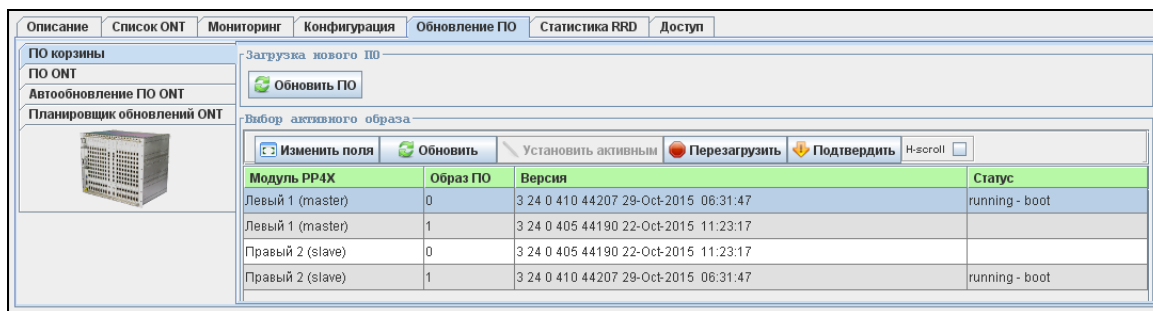 Описание Список ONT Мониторинг Конфигурация Обновление ПО Статистика RRD Доступ
ПО корзины
ПО ONT
Автообновление ПО ONT
Планировщик обновлений ONT
Загрузка нового ПО
Обновить ПО
Выбор активного образа
Изменить поля Обновить Установить активным Перезагрузить Подтвердить H-scroll
Модуль PP4X Образ ПО Версия Статус
Левый 1 (master) 0 3 24 0 410 44207 29-Oct-2015 06:31:47 running - boot
Левый 1 (master) 1 3 24 0 405 44190 22-Oct-2015 11:23:17
Правый 2 (slave) 0 3 24 0 405 44190 22-Oct-2015 11:23:17
Правый 2 (slave) 1 3 24 0 410 44207 29-Oct-2015 06:31:47 running - boot